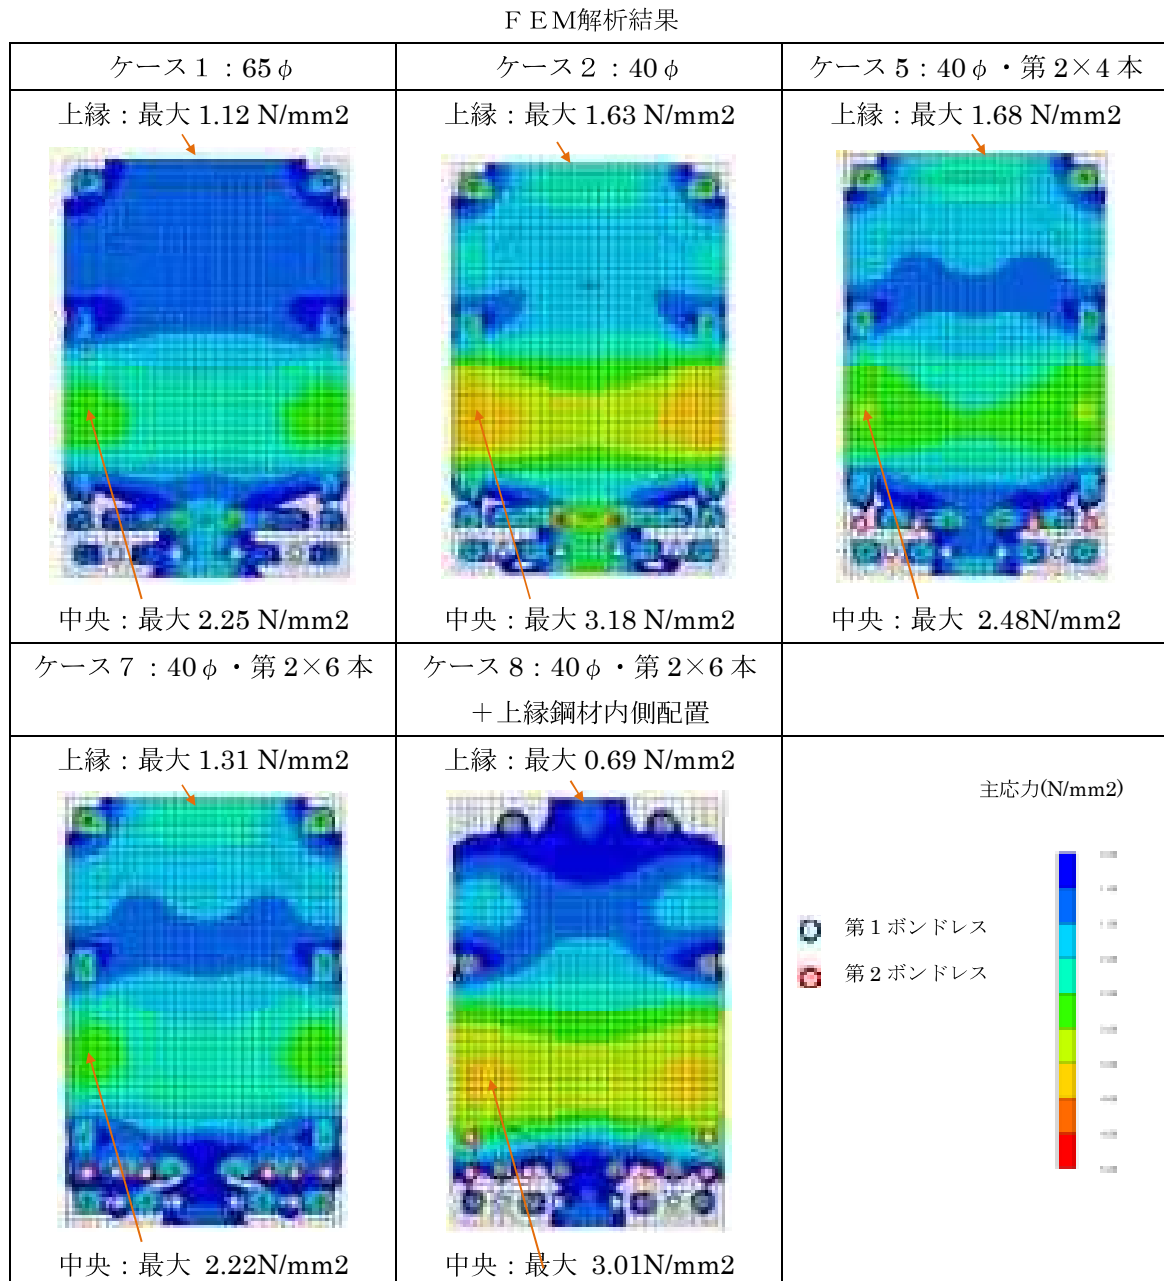 ＦＥＭ解析結果
ケース１：65φ
ケース２：40φ
ケース 5：40φ・第 2×4 本
上縁：最大 1.12 N/mm2
上縁：最大 1.63 N/mm2
上縁：最大 1.68 N/mm2
中央：最大 2.25 N/mm2
中央：最大 3.18 N/mm2
中央：最大 2.48N/mm2
ケース７：40φ・第 2×6 本
ケース 8：40φ・第 2×6 本
＋上縁鋼材内側配置
上縁：最大 1.31 N/mm2
上縁：最大 0.69 N/mm2
主応力(N/mm2)
第１ボンドレス
第２ボンドレス
中央：最大 2.22N/mm2
中央：最大 3.01N/mm2